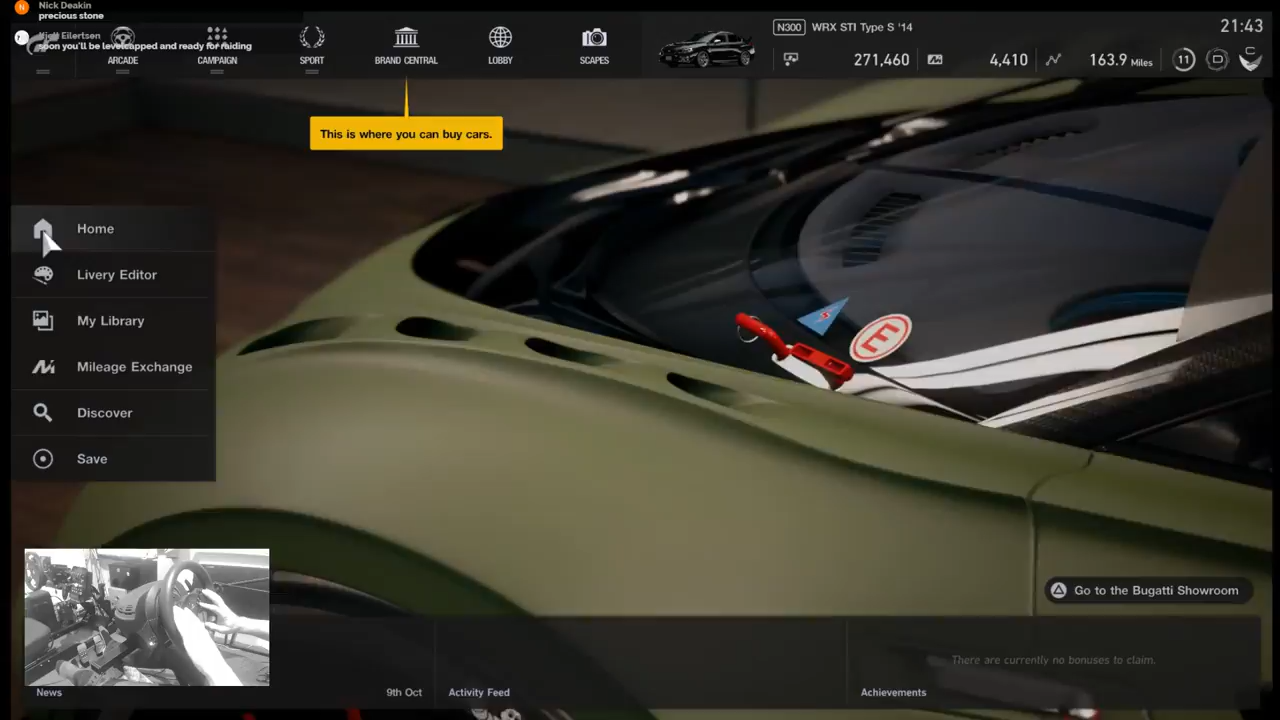 Nick Deakin
precious stone
Njell Eilertsen
soon you'll be levelcapped and ready for raiding
ARCADE
CAMPAIGN
SPORT
BRAND CENTRAL
LOBBY
SCAPES
N300 WRX STI Type S '14
21:43
271,460
4,410
163.9 Miles
11
D
C
This is where you can buy cars.
Home
Livery Editor
My Library
Mileage Exchange
Discover
Save
E
Go to the Bugatti Showroom
There are currently no bonuses to claim.
News
9th Oct
Activity Feed
Achievements